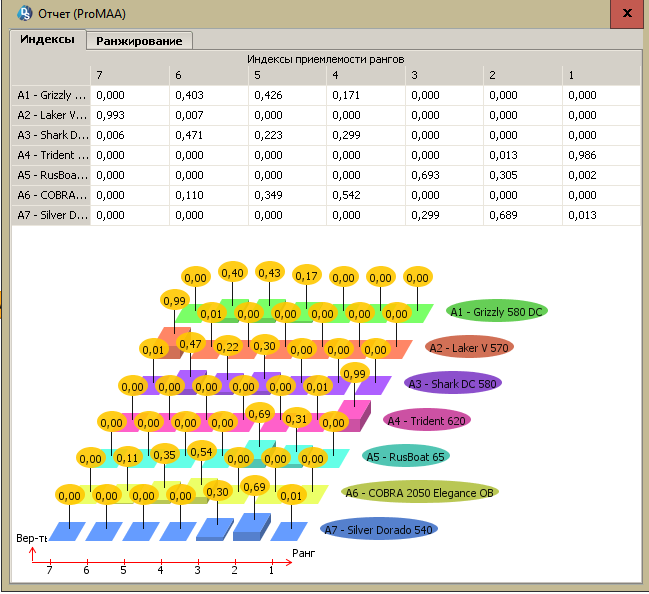 Отчет (ProMAA)
x
Индексы Ранжирование
Индексы приемлемости рангов
7 6 5 4 3 2 1
A1 - Grizzly ... 0,000 0,403 0,426 0,171 0,000 0,000 0,000
A2 - Laker V... 0,993 0,007 0,000 0,000 0,000 0,000 0,000
A3 - Shark D... 0,006 0,471 0,223 0,299 0,000 0,000 0,000
A4 - Trident ... 0,000 0,000 0,000 0,000 0,000 0,013 0,986
A5 - RusBoa... 0,000 0,000 0,000 0,000 0,693 0,305 0,002
A6 - COBRA... 0,000 0,110 0,349 0,542 0,000 0,000 0,000
A7 - Silver D... 0,000 0,000 0,000 0,000 0,299 0,689 0,013
0,00 0,40 0,43 0,17 0,00 0,00 0,00
A1 - Grizzly 580 DC
0,99 0,01 0,00 0,00 0,00 0,00 0,00
A2 - Laker V 570
0,01 0,47 0,22 0,30 0,00 0,00 0,00
A3 - Shark DC 580
0,00 0,00 0,00 0,00 0,00 0,01 0,99
A4 - Trident 620
0,00 0,00 0,00 0,00 0,69 0,31 0,00
A5 - RusBoat 65
0,00 0,11 0,35 0,54 0,00 0,00 0,00
A6 - COBRA 2050 Elegance OB
0,00 0,00 0,00 0,00 0,30 0,69 0,01
A7 - Silver Dorado 540
Вер-ть
Ранг
7 6 5 4 3 2 1